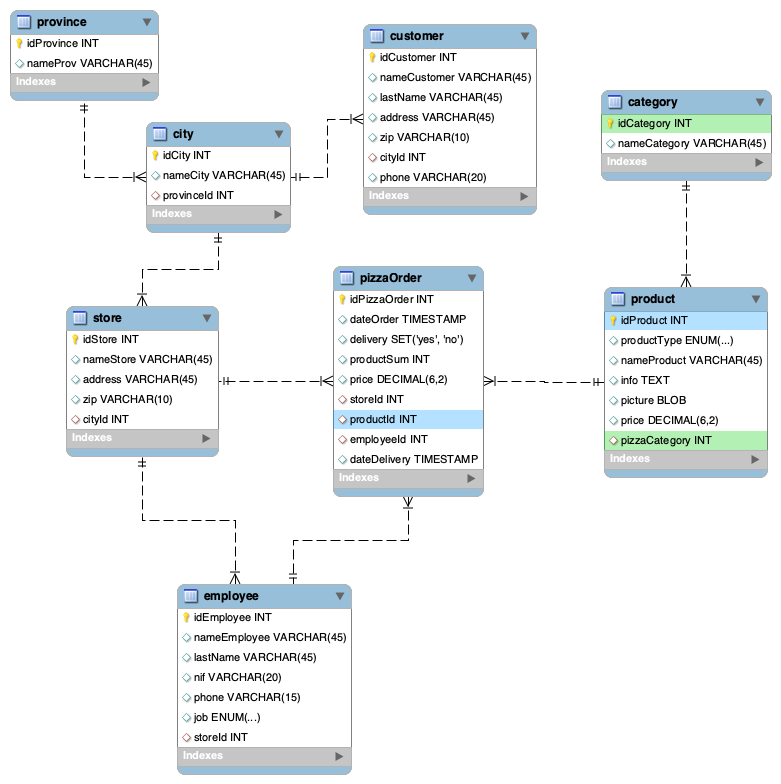 province
idProvince INT
nameProv VARCHAR(45)
Indexes
customer
idCustomer INT
nameCustomer VARCHAR(45)
lastName VARCHAR(45)
address VARCHAR(45)
zip VARCHAR(10)
cityId INT
phone VARCHAR(20)
Indexes
category
idCategory INT
nameCategory VARCHAR(45)
Indexes
city
idCity INT
nameCity VARCHAR(45)
provinceId INT
Indexes
store
idStore INT
nameStore VARCHAR(45)
address VARCHAR(45)
zip VARCHAR(10)
cityId INT
Indexes
pizzaOrder
idPizzaOrder INT
dateOrder TIMESTAMP
delivery SET('yes', 'no')
productSum INT
price DECIMAL(6,2)
storeId INT
productId INT
employeeId INT
dateDelivery TIMESTAMP
Indexes
product
idProduct INT
productType ENUM(...)
nameProduct VARCHAR(45)
info TEXT
picture BLOB
price DECIMAL(6,2)
pizzaCategory INT
Indexes
employee
idEmployee INT
nameEmployee VARCHAR(45)
lastName VARCHAR(45)
nif VARCHAR(20)
phone VARCHAR(15)
job ENUM(...)
storeId INT
Indexes